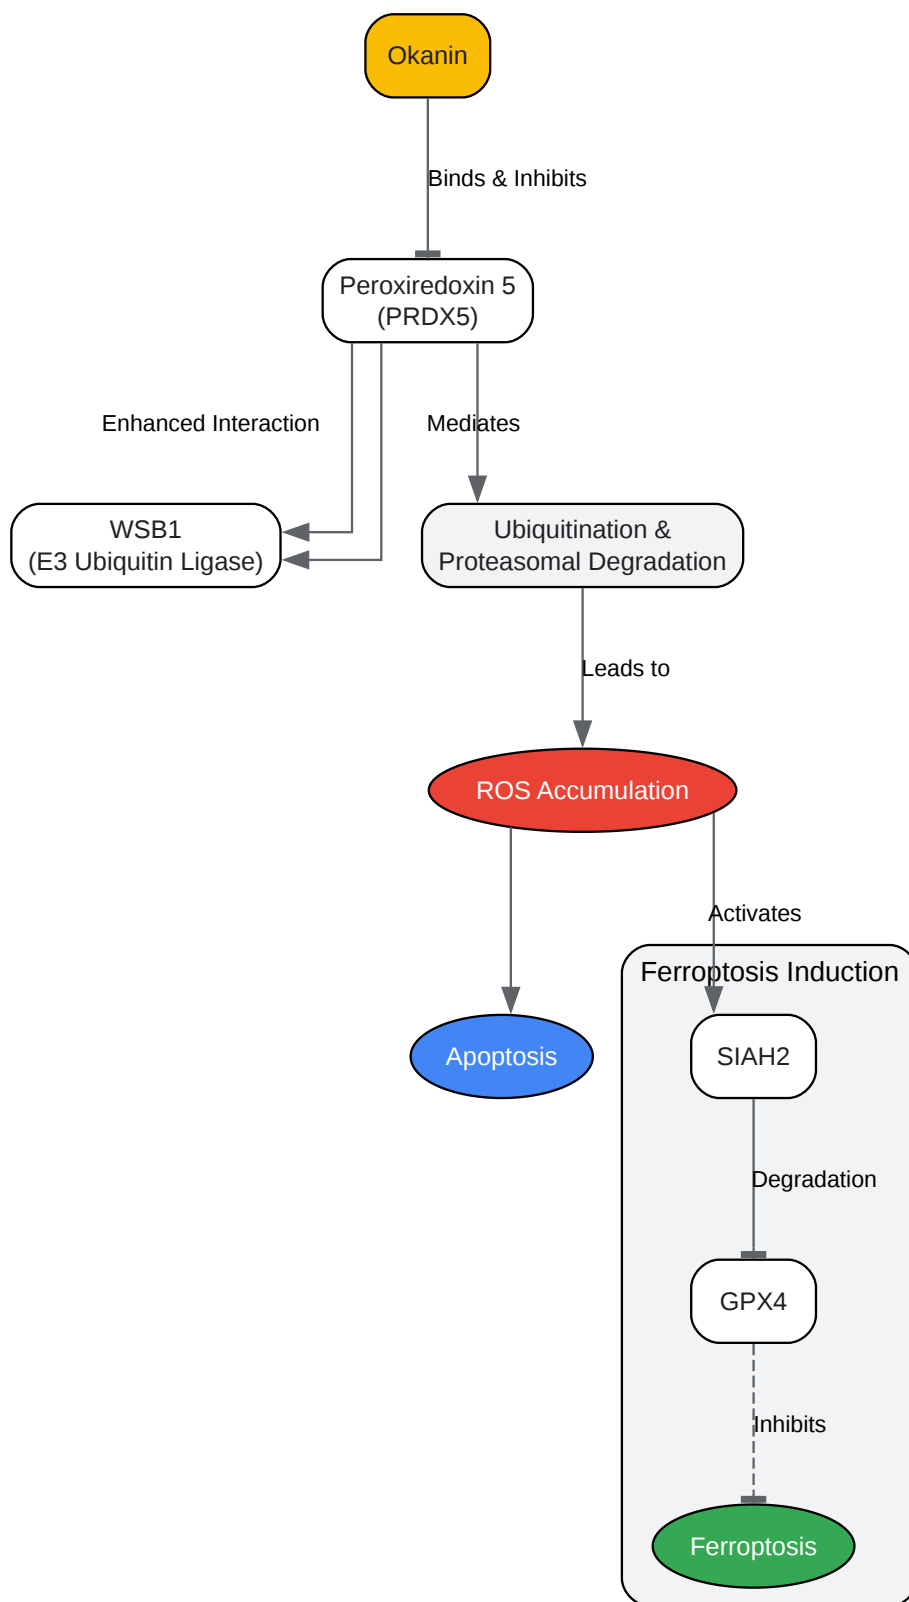 Okanin
Binds & Inhibits
Peroxiredoxin 5
(PRDX5)
Enhanced Interaction
Mediates
WSB1
(E3 Ubiquitin Ligase)
Ubiquitination &
Proteasomal Degradation
Leads to
ROS Accumulation
Activates
Ferroptosis Induction
Apoptosis
SIAH2
Degradation
GPX4
Inhibits
Ferroptosis